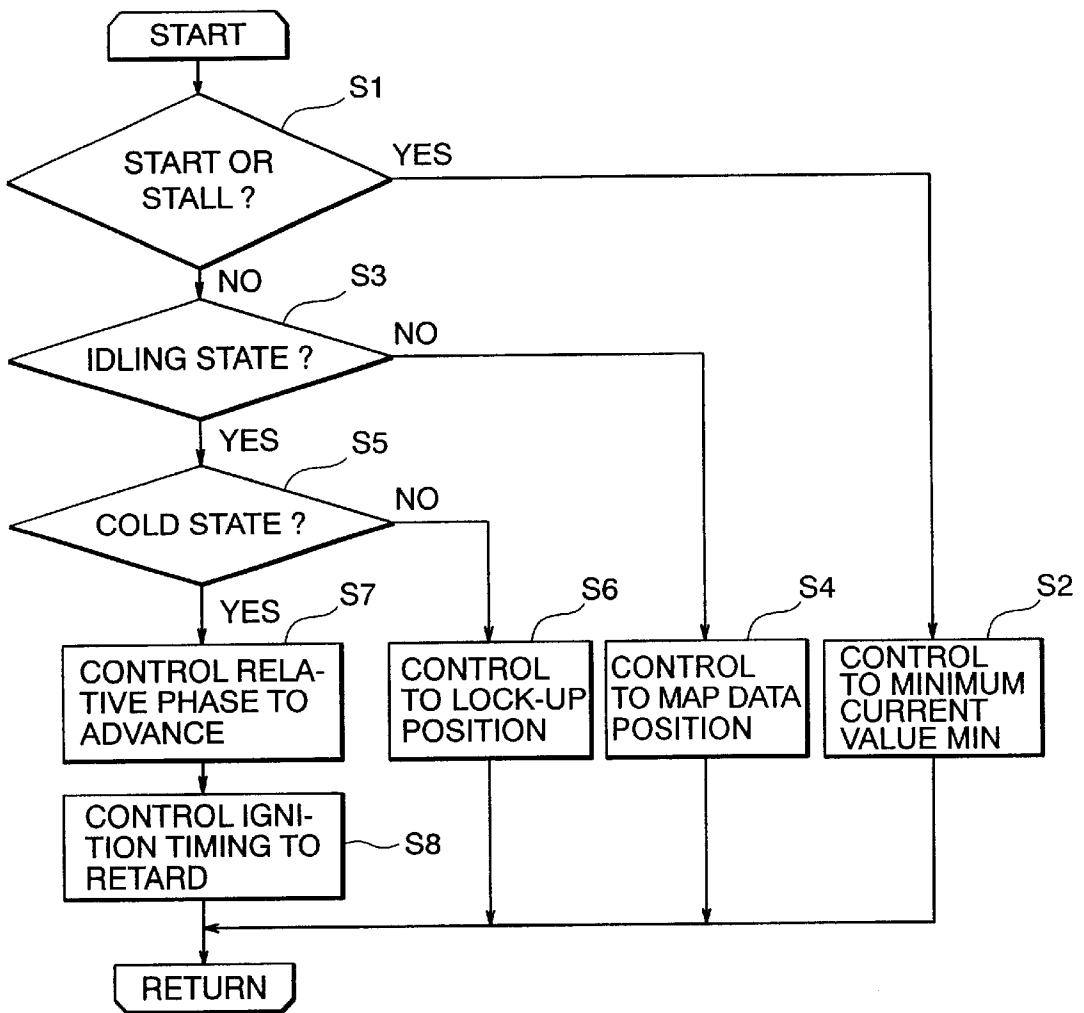 START
S1
START OR
STALL ?
YES
NO
S3
IDLING STATE ?
NO
YES
S5
COLD STATE ?
NO
YES
S7
CONTROL RELA-
TIVE PHASE TO
ADVANCE
S6
CONTROL
TO LOCK-UP
POSITION
S4
CONTROL
TO MAP DATA
POSITION
S2
CONTROL
TO MINIMUM
CURRENT
VALUE MIN
CONTROL IGNI-
TION TIMING TO
RETARD
S8
RETURN